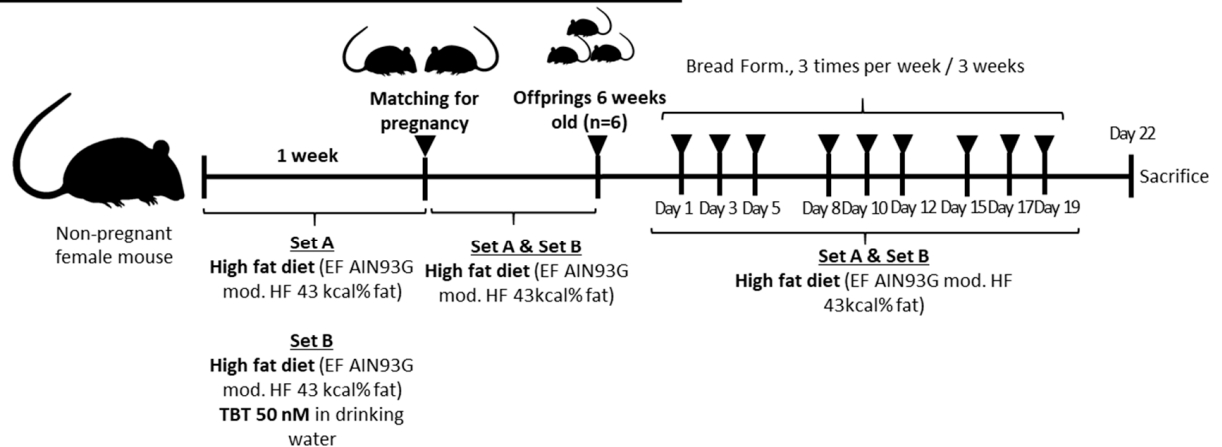 Matching for
pregnancy
Offprings 6 weeks
old (n=6)
Bread Form., 3 times per week / 3 weeks
Day 22
1 week
Sacrifice
Day 1 Day 3 Day 5 Day 8 Day 10 Day 12 Day 15 Day 17 Day 19
Non-pregnant
female mouse
Set A
High fat diet (EF AIN93G
mod. HF 43 kcal% fat)
Set A & Set B
High fat diet (EF AIN93G
mod. HF 43kcal% fat)
Set A & Set B
High fat diet (EF AIN93G mod. HF
43kcal% fat)
Set B
High fat diet (EF AIN93G
mod. HF 43 kcal% fat)
TBT 50 nM in drinking
water